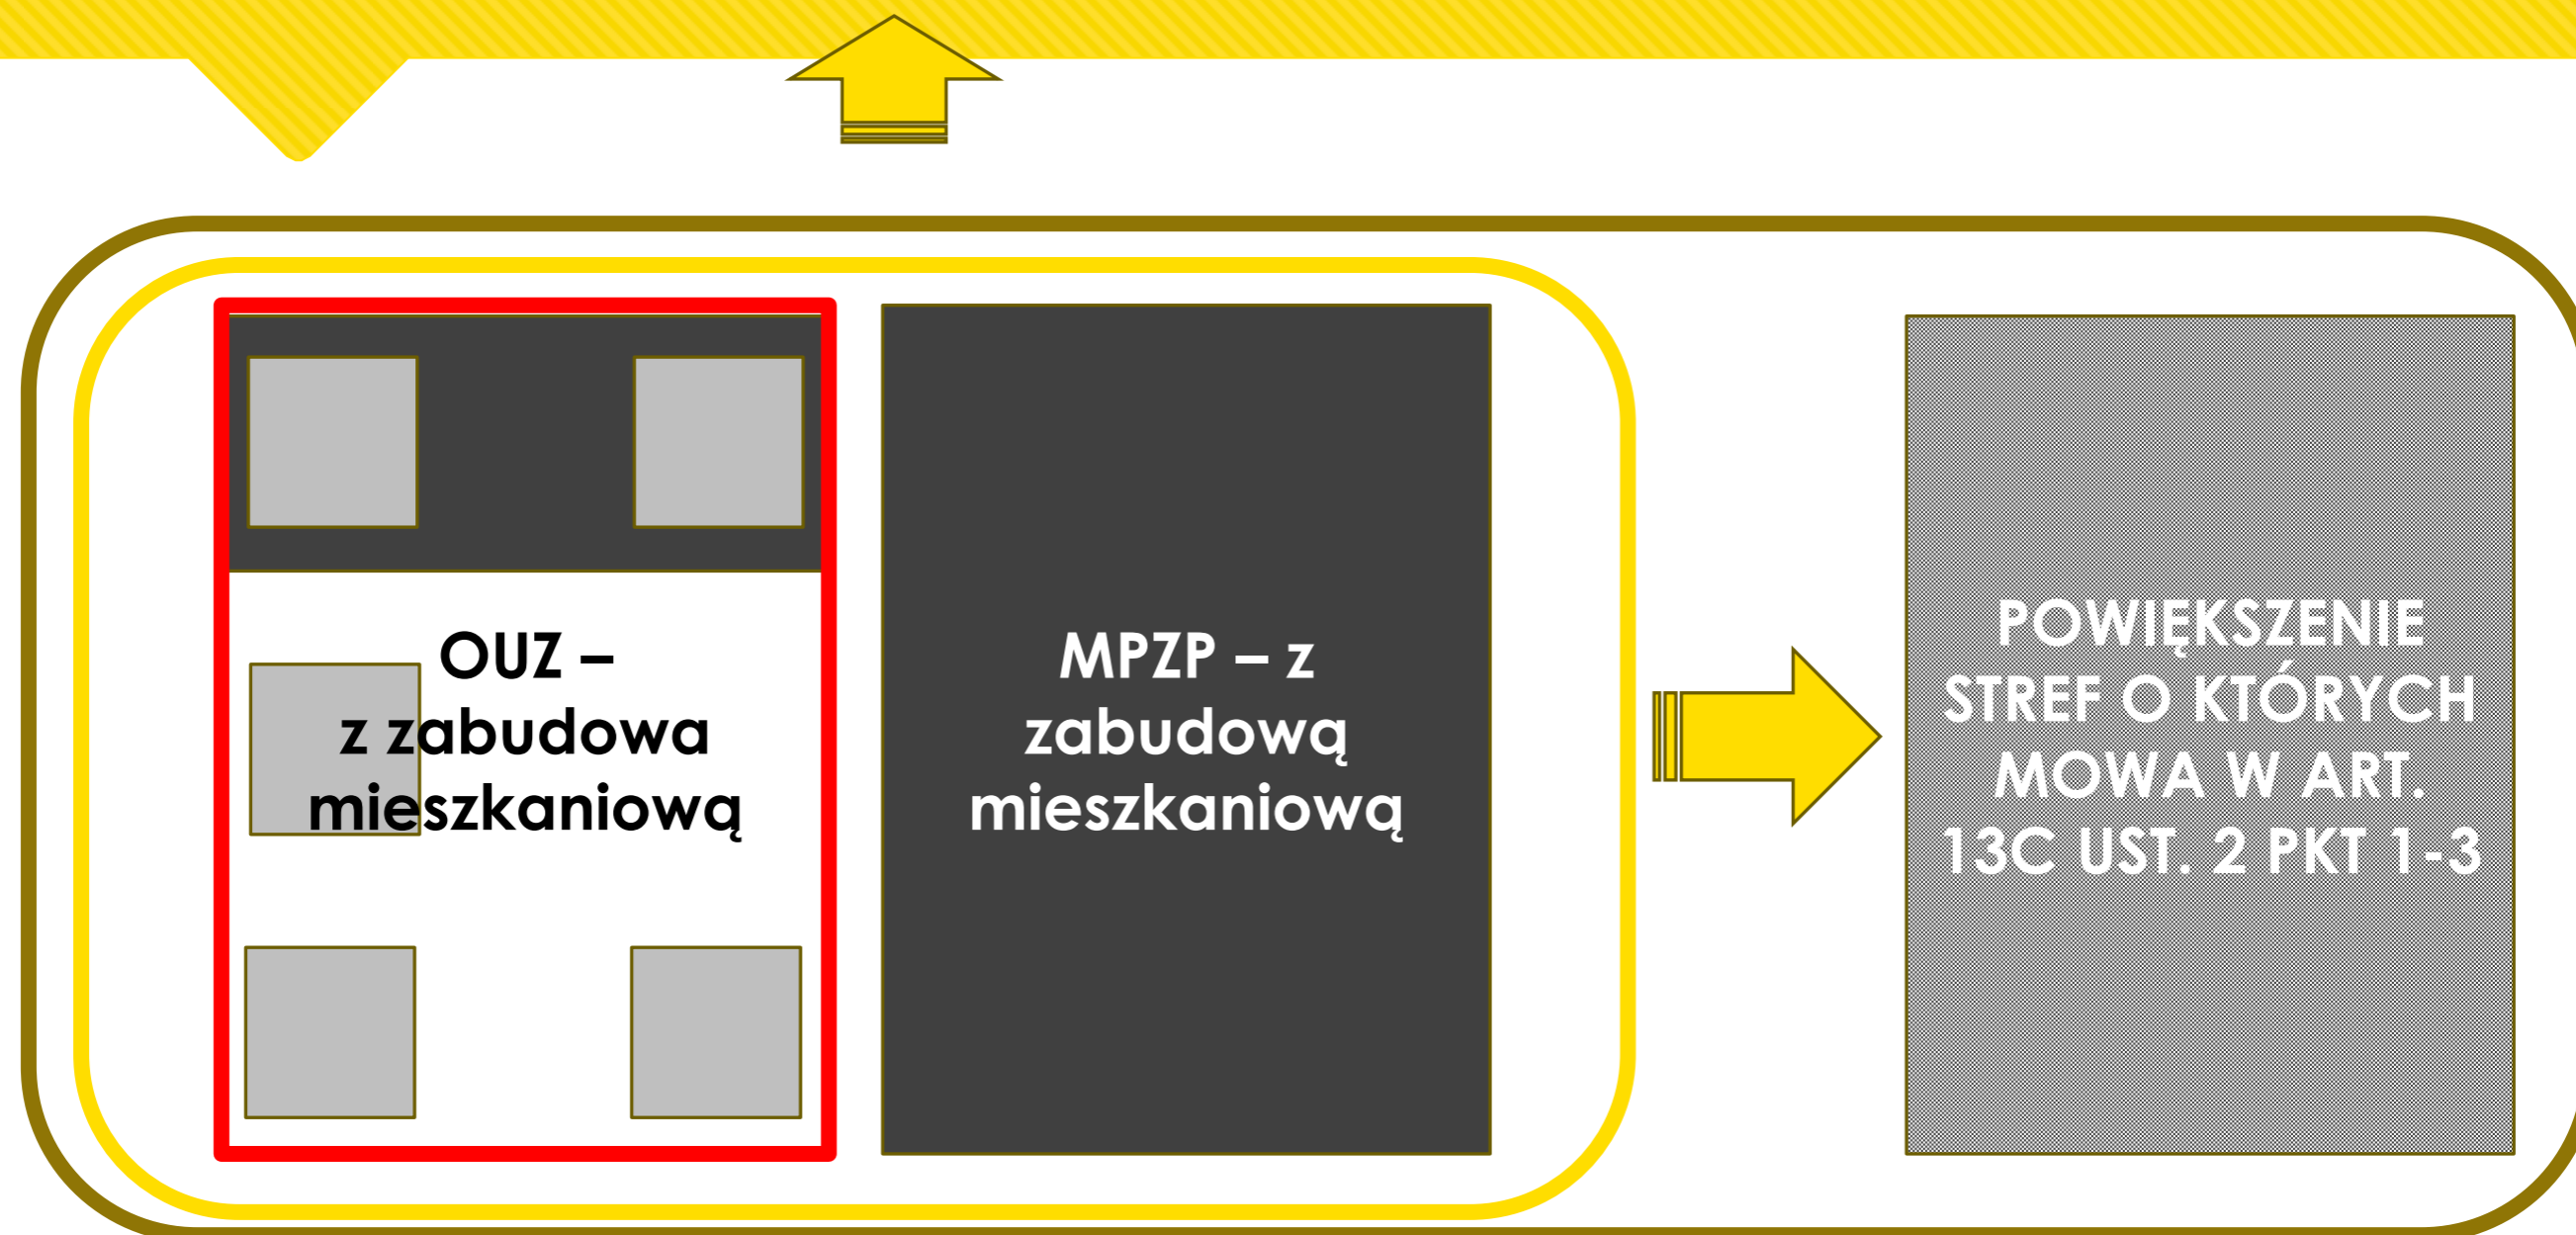 OUZ –
z zabudowa
mieszkaniową
MPZP – z
zabudową
mieszkaniową
POWIĘKSZENIE
STREF O KTÓRYCH
MOWA W ART.
13C UST. 2 PKT 1-3